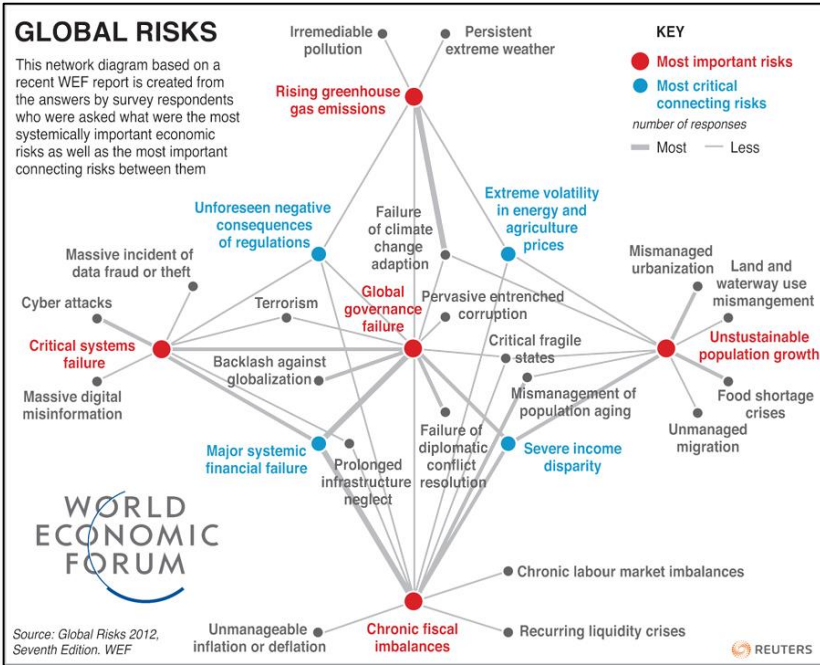 GLOBAL RISKS
This network diagram based on a
recent WEF report is created from
the answers by survey respondents
who were asked what were the most
systemically important economic
risks as well as the most important
connecting risks between them
Irremediable
pollution
Persistent
extreme weather
KEY
Most important risks
Most critical
connecting risks
number of responses
Most
Less
Rising greenhouse
gas emissions
Unforeseen negative
consequences
of regulations
Failure
of climate
change
adaption
Extreme volatility
in energy and
agriculture
prices
Massive incident of
data fraud or theft
Cyber attacks
Critical systems
failure
Massive digital
misinformation
Terrorism
Global
governance
failure
Pervasive entrenched
corruption
Backlash against
globalization
Critical fragile
states
Mismanagement of
population aging
Mismanaged
urbanization
Land and
waterway use
mismangement
Unstustainable
population growth
Food shortage
crises
Unmanaged
migration
Major systemic
financial failure
Prolonged
infrastructure
neglect
Failure of
diplomatic
conflict
resolution
Severe income
disparity
WORLD
ECONOMIC
FORUM
Chronic labour market imbalances
Unmanageable
inflation or deflation
Chronic fiscal
imbalances
Recurring liquidity crises
Source: Global Risks 2012,
Seventh Edition. WEF
REUTERS